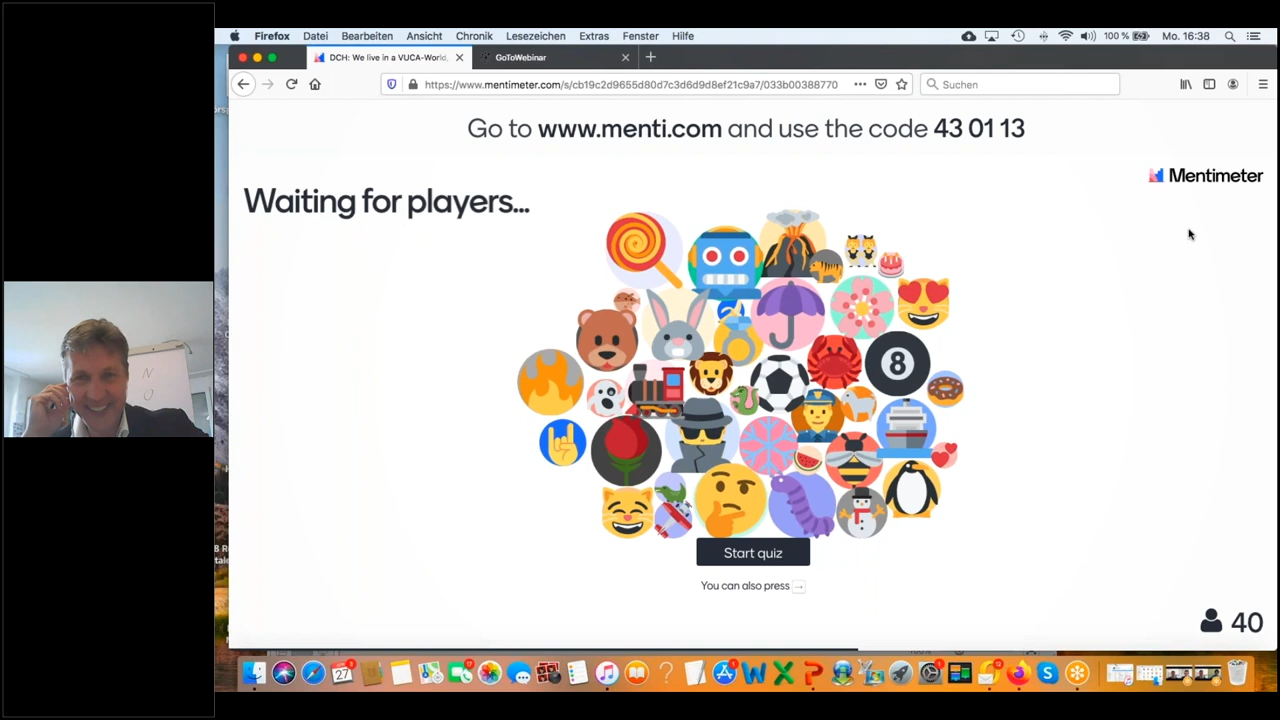 Firefox Datei Bearbeiten Ansicht Chronik Lesezeichen Extras Fenster Hilfe 100 % Mo. 16:38
DCH: We live in a VUCA-World, GoToWebinar
https://www.mentimeter.com/s/cb19c2d9655d80d7c3d6d9d8ef21c9a7/033b00388770 Suchen
Go to www.menti.com and use the code 43 01 13
Mentimeter
Waiting for players...
8
N
O
Start quiz
You can also press →
40
27